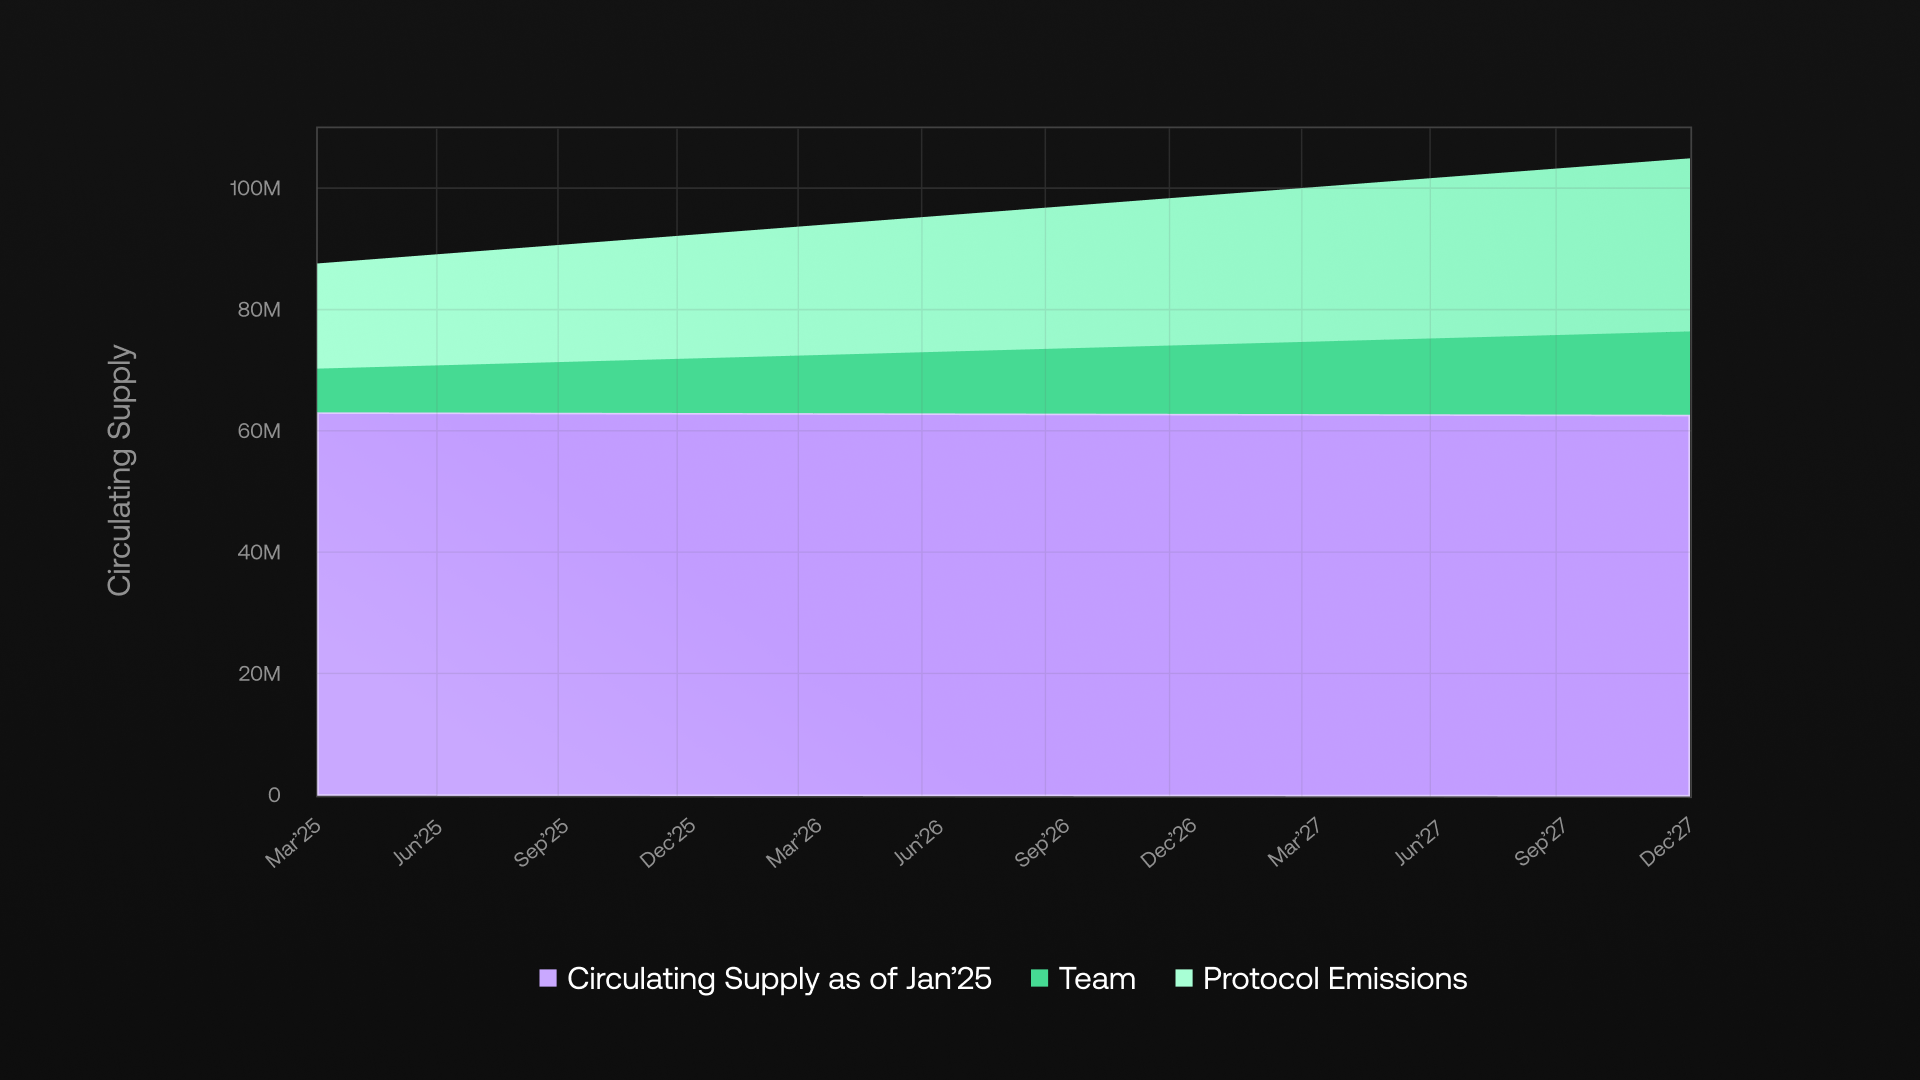 Circulating Supply
100M
80M
60M
40M
20M
0
Mar’25
Jun’25
Sep’25
Dec’25
Mar’26
Jun’26
Sep’26
Dec’26
Mar’27
Jun’27
Sep’27
Dec’27
Circulating Supply as of Jan’25
Team
Protocol Emissions